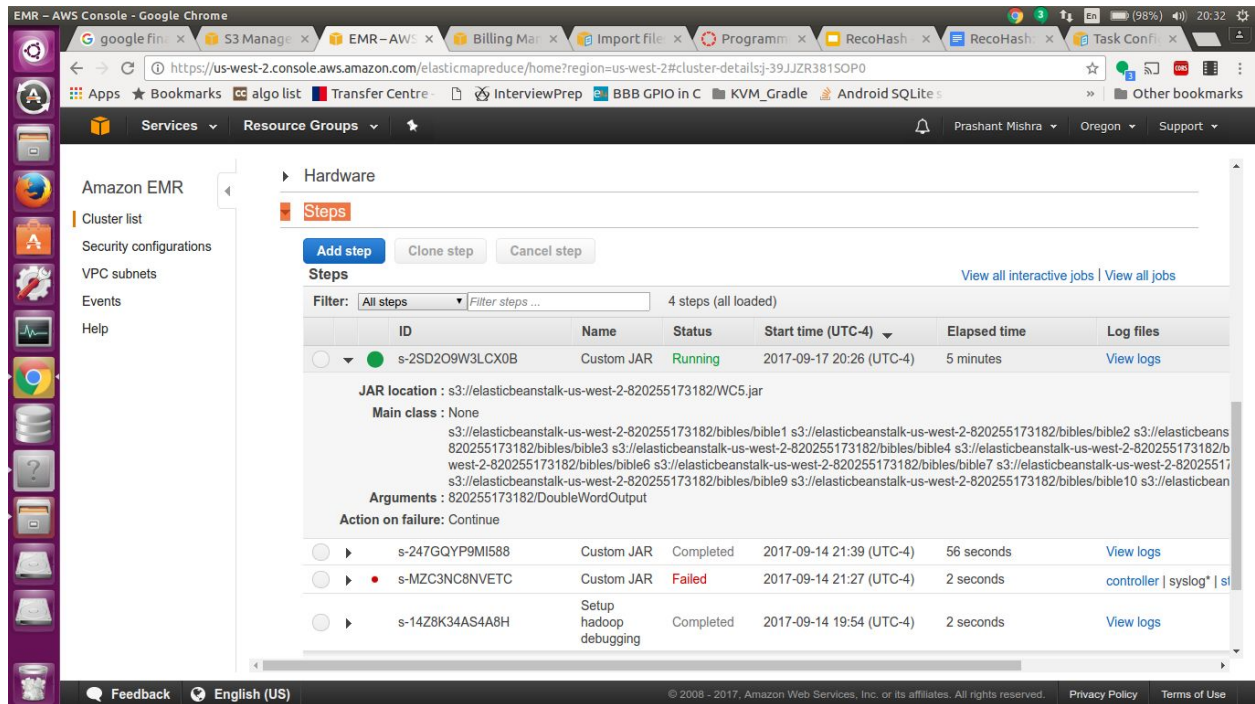 EMR – AWS Console - Google Chrome
3 En (98%) 20:32
google fin S3 Manage EMR – AWS Billing Man Import file Programm RecoHash RecoHash Task Confi
https://us-west-2.console.aws.amazon.com/elasticmapreduce/home?region=us-west-2#cluster-details:j-39JJZR381SOP0
Apps Bookmarks CC algo list Transfer Centre - InterviewPrep BBB GPIO in C KVM_Gradle Android SQLite s » Other bookmarks
Services Resource Groups Prashant Mishra Oregon Support
Amazon EMR
Cluster list
Security configurations
VPC subnets
Events
Help
Hardware
Steps
Add step Clone step Cancel step
Steps View all interactive jobs | View all jobs
Filter: All steps Filter steps ... 4 steps (all loaded)
ID Name Status Start time (UTC-4) Elapsed time Log files
s-2SD2O9W3LCX0B Custom JAR Running 2017-09-17 20:26 (UTC-4) 5 minutes View logs
JAR location : s3://elasticbeanstalk-us-west-2-820255173182/WC5.jar
Main class : None
s3://elasticbeanstalk-us-west-2-820255173182/bibles/bible1 s3://elasticbeanstalk-us-west-2-820255173182/bibles/bible2 s3://elasticbeans
820255173182/bibles/bible3 s3://elasticbeanstalk-us-west-2-820255173182/bibles/bible4 s3://elasticbeanstalk-us-west-2-820255173182/b
west-2-820255173182/bibles/bible6 s3://elasticbeanstalk-us-west-2-820255173182/bibles/bible7 s3://elasticbeanstalk-us-west-2-8202551
s3://elasticbeanstalk-us-west-2-820255173182/bibles/bible9 s3://elasticbeanstalk-us-west-2-820255173182/bibles/bible10 s3://elasticbean
Arguments : 820255173182/DoubleWordOutput
Action on failure: Continue
s-247GQYP9MI588 Custom JAR Completed 2017-09-14 21:39 (UTC-4) 56 seconds View logs
s-MZC3NC8NVETC Custom JAR Failed 2017-09-14 21:27 (UTC-4) 2 seconds controller | syslog* | st
s-14Z8K34AS4A8H Setup hadoop debugging Completed 2017-09-14 19:54 (UTC-4) 2 seconds View logs
Feedback English (US) © 2008 - 2017, Amazon Web Services, Inc. or its affiliates. All rights reserved. Privacy Policy Terms of Use